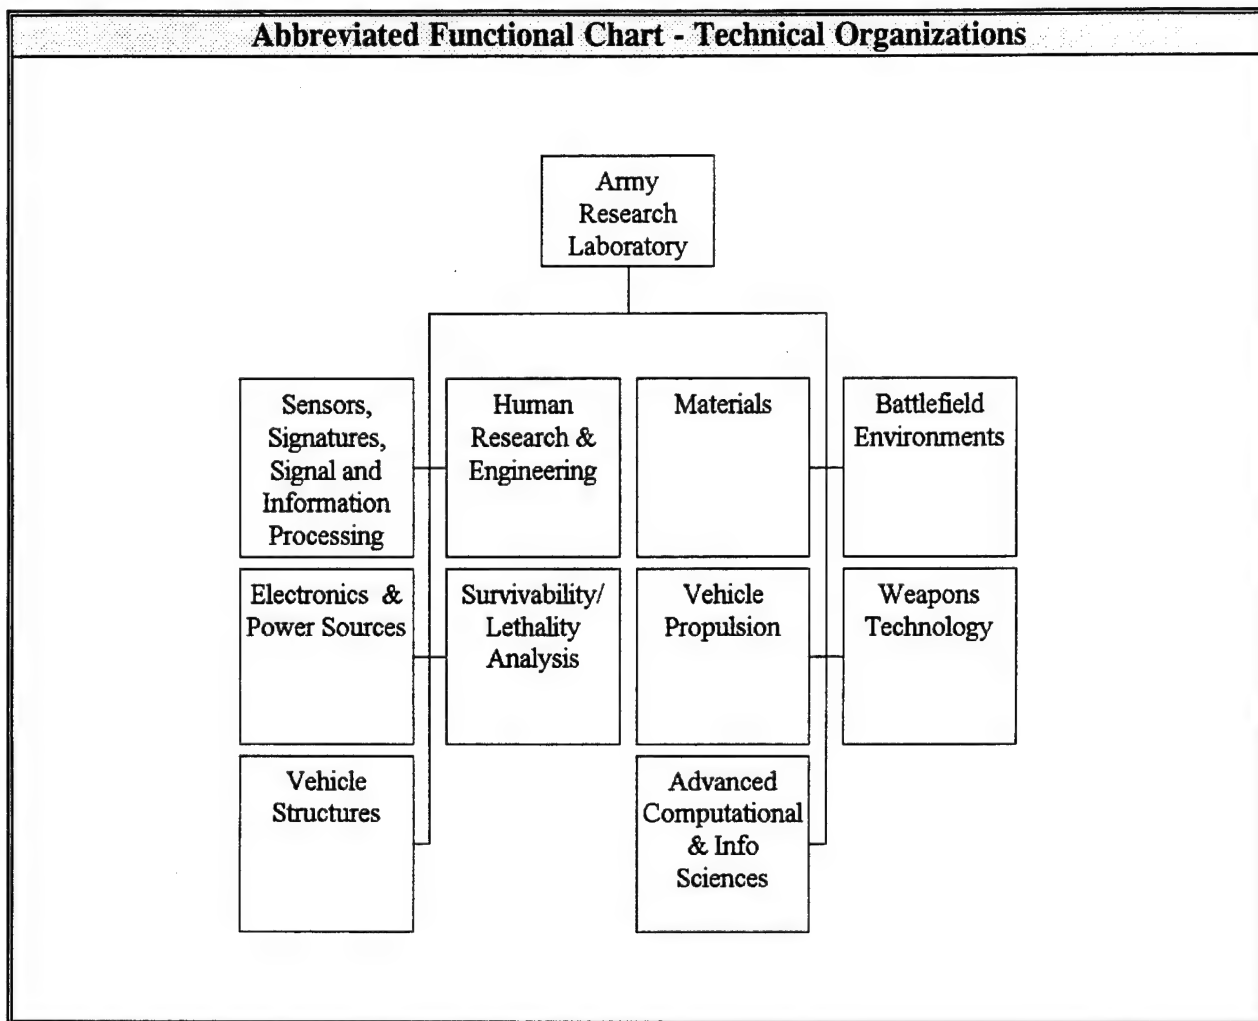 Abbreviated Functional Chart - Technical Organizations
Army
Research
Laboratory
Sensors,
Signatures,
Signal and
Information
Processing
Human
Research &
Engineering
Materials
Battlefield
Environments
Electronics &
Power Sources
Survivability/
Lethality
Analysis
Vehicle
Propulsion
Weapons
Technology
Vehicle
Structures
Advanced
Computational
& Info
Sciences